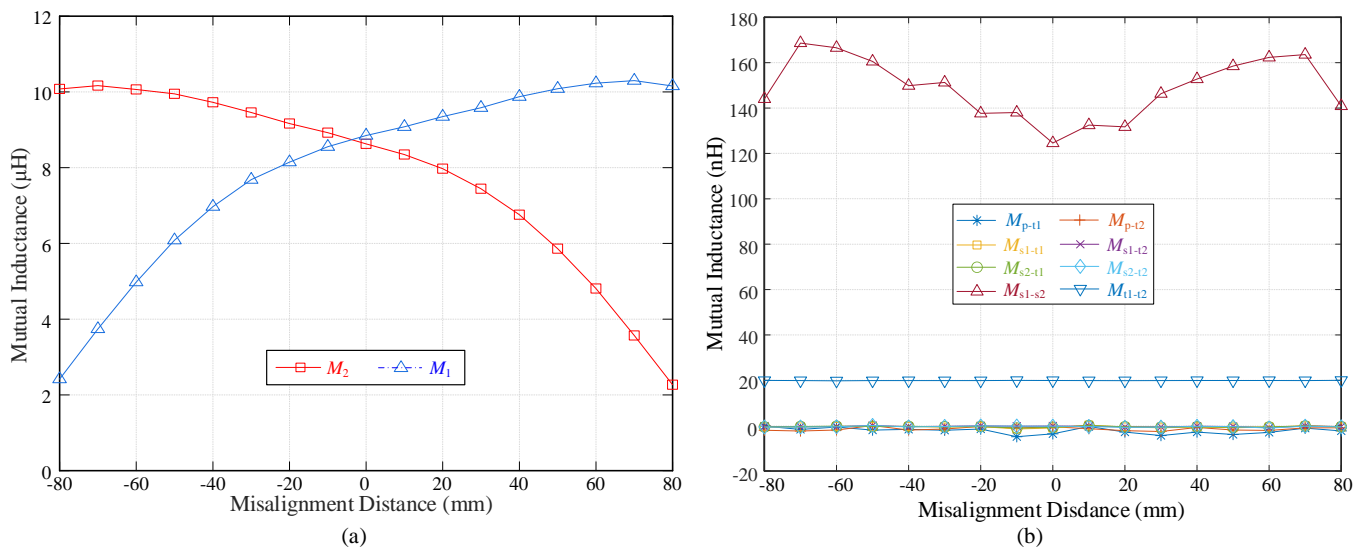 12
10
8
6
4
2
0
Mutual Inductance (μH)
M2 M1
-80 -60 -40 -20 0 20 40 60 80
Misalignment Distance (mm)
(a)
180
160
140
120
100
80
60
40
20
0
-20
Mutual Inductance (nH)
Mp-t1 Mp-t2
Ms1-t1 Ms1-t2
Ms2-t1 Ms2-t2
Ms1-s2 Mt1-t2
-80 -60 -40 -20 0 20 40 60 80
Misalignment Disdance (mm)
(b)